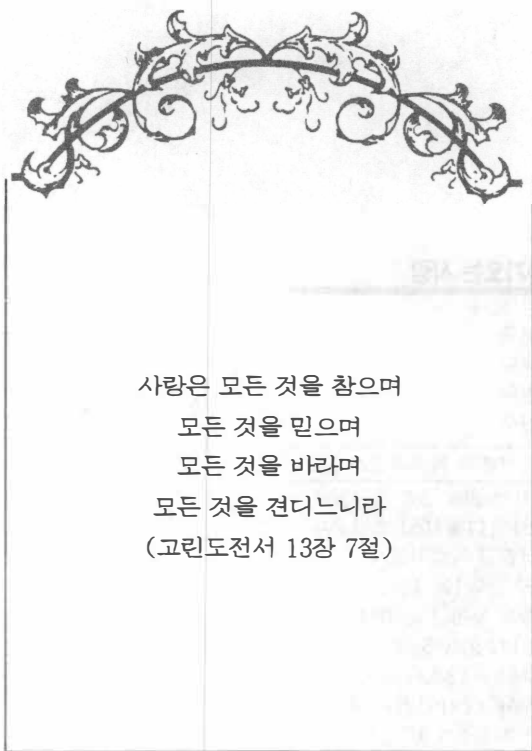 사랑은 모든 것을 참으며
모든 것을 믿으며
모든 것을 바라며
모든 것을 견디느니라
(고린도전서 13장 7절)